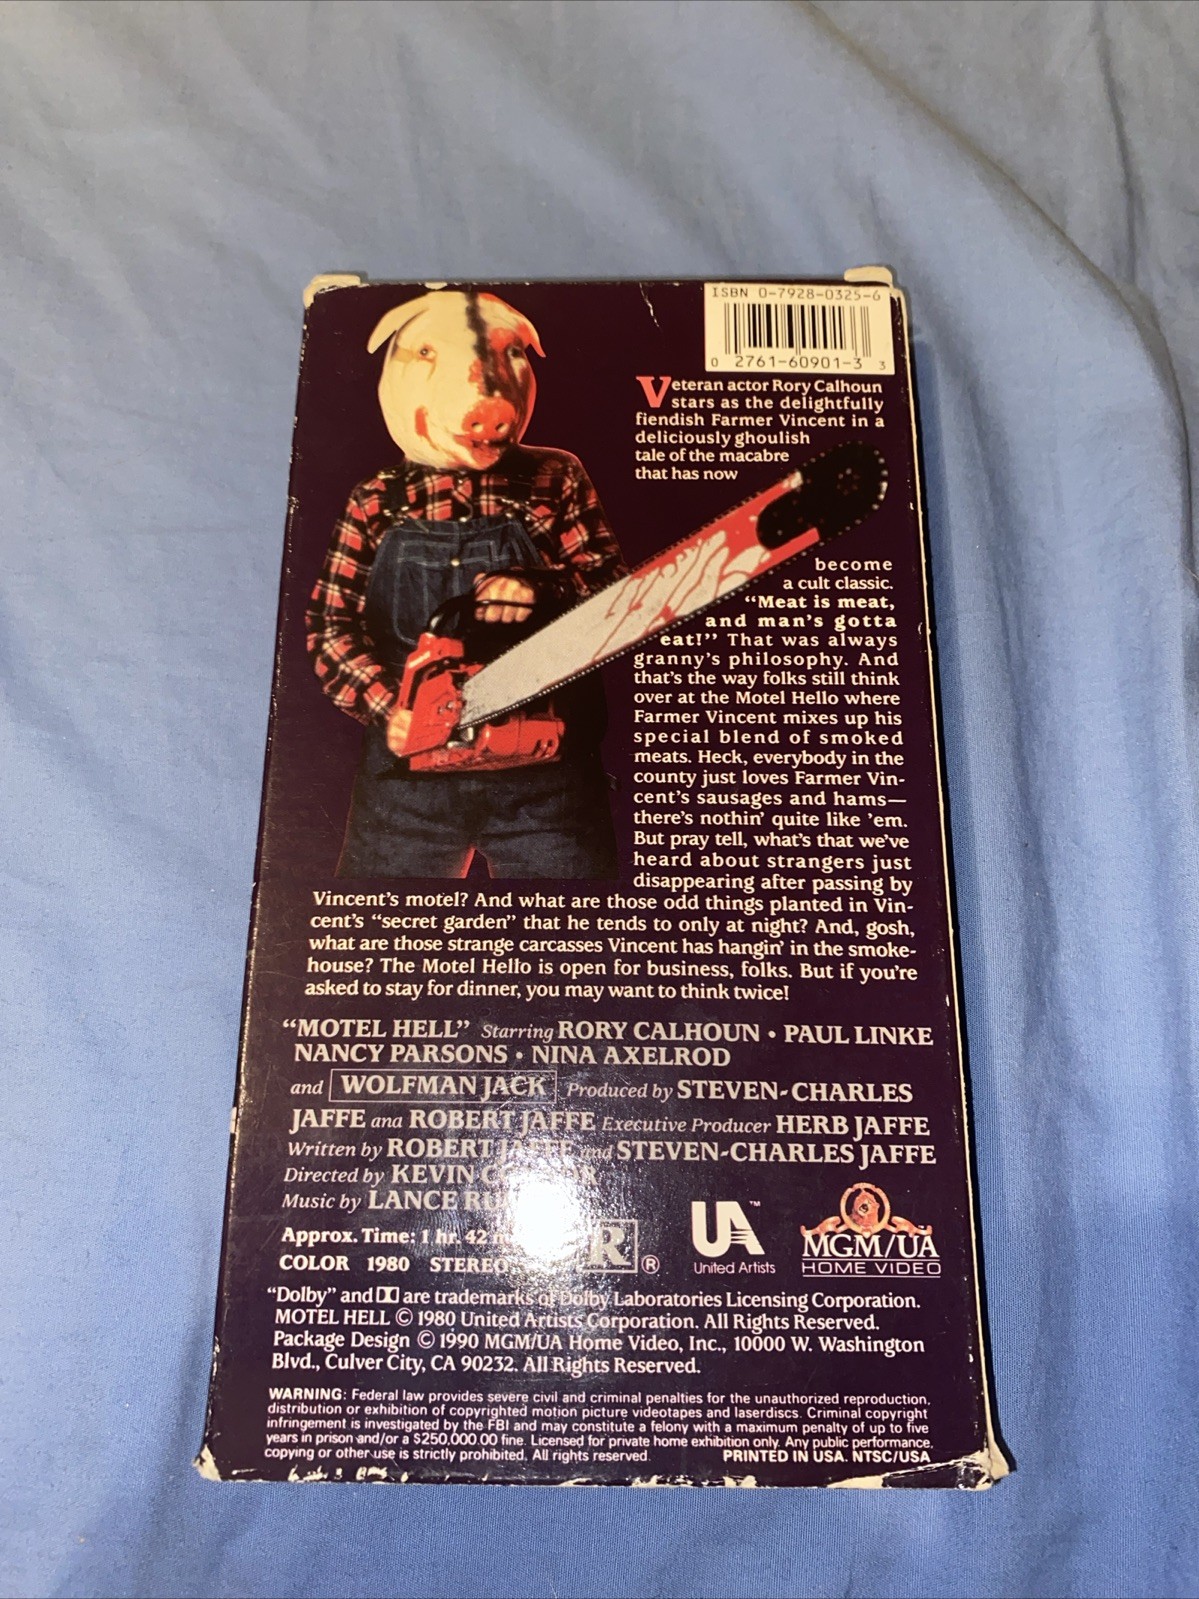 ISBN 0-7928-0325-6
0 2761-60901-3 3
Veteran actor Rory Calhoun
stars as the delightfully
fiendish Farmer Vincent in a
deliciously ghoulish
tale of the macabre
that has now
become
a cult classic.
“Meat is meat,
and man's gotta
eat!” That was always
granny's philosophy. And
that's the way folks still think
over at the Motel Hello where
Farmer Vincent mixes up his
special blend of smoked
meats. Heck, everybody in the
county just loves Farmer Vin-
cent's sausages and hams—
there's nothin' quite like 'em.
But pray tell, what's that we've
heard about strangers just
disappearing after passing by
Vincent's motel? And what are those odd things planted in Vin-
cent's “secret garden” that he tends to only at night? And, gosh,
what are those strange carcasses Vincent has hangin' in the smoke-
house? The Motel Hello is open for business, folks. But if you're
asked to stay for dinner, you may want to think twice!
“MOTEL HELL” Starring RORY CALHOUN • PAUL LINKE
NANCY PARSONS • NINA AXELROD
and WOLFMAN JACK Produced by STEVEN-CHARLES
JAFFE and ROBERT JAFFE Executive Producer HERB JAFFE
Written by ROBERT JAFFE and STEVEN-CHARLES JAFFE
Directed by KEVIN
Music by LANCE
Approx. Time: 1 hr. 42
COLOR 1980 STEREO
R ®
UA ™
United Artists
MGM/UA
HOME VIDEO
“Dolby” and are trademarks of Dolby Laboratories Licensing Corporation.
MOTEL HELL © 1980 United Artists Corporation. All Rights Reserved.
Package Design © 1990 MGM/UA Home Video, Inc., 10000 W. Washington
Blvd., Culver City, CA 90232. All Rights Reserved.
WARNING: Federal law provides severe civil and criminal penalties for the unauthorized reproduction,
distribution or exhibition of copyrighted motion picture videotapes and laserdiscs. Criminal copyright
infringement is investigated by the FBI and may constitute a felony with a maximum penalty of up to five
years in prison and/or a $250,000.00 fine. Licensed for private home exhibition only. Any public performance,
copying or other use is strictly prohibited. All rights reserved. PRINTED IN USA. NTSC/USA